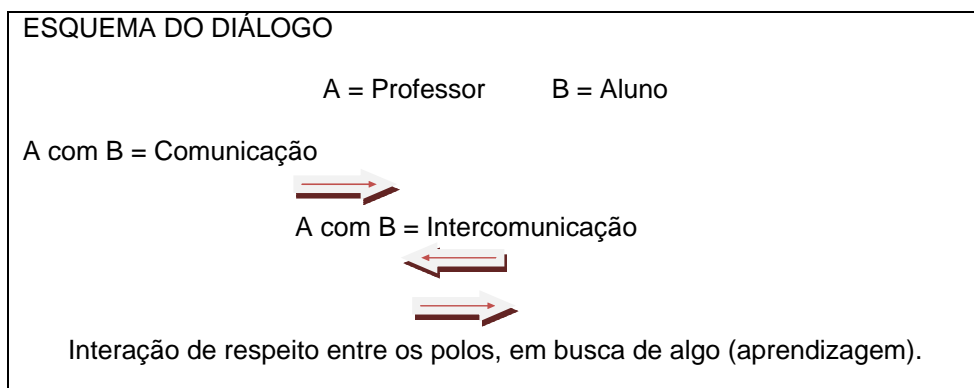 ESQUEMA DO DIÁLOGO
A = Professor B = Aluno
A com B = Comunicação
A com B = Intercomunicação
Interação de respeito entre os polos, em busca de algo (aprendizagem).